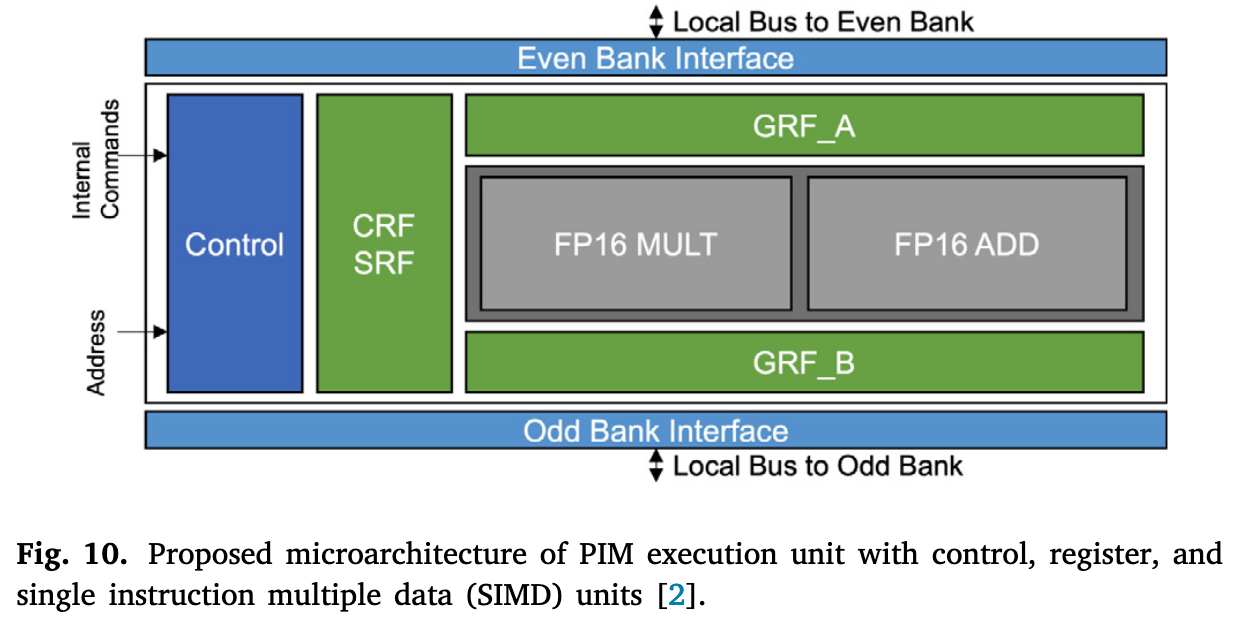 Local Bus to Even Bank
Even Bank Interface
Internal
Commands
Address
Control
CRF
SRF
GRF_A
FP16 MULT
FP16 ADD
GRF_B
Odd Bank Interface
Local Bus to Odd Bank
Fig. 10. Proposed microarchitecture of PIM execution unit with control, register, and
single instruction multiple data (SIMD) units [2].